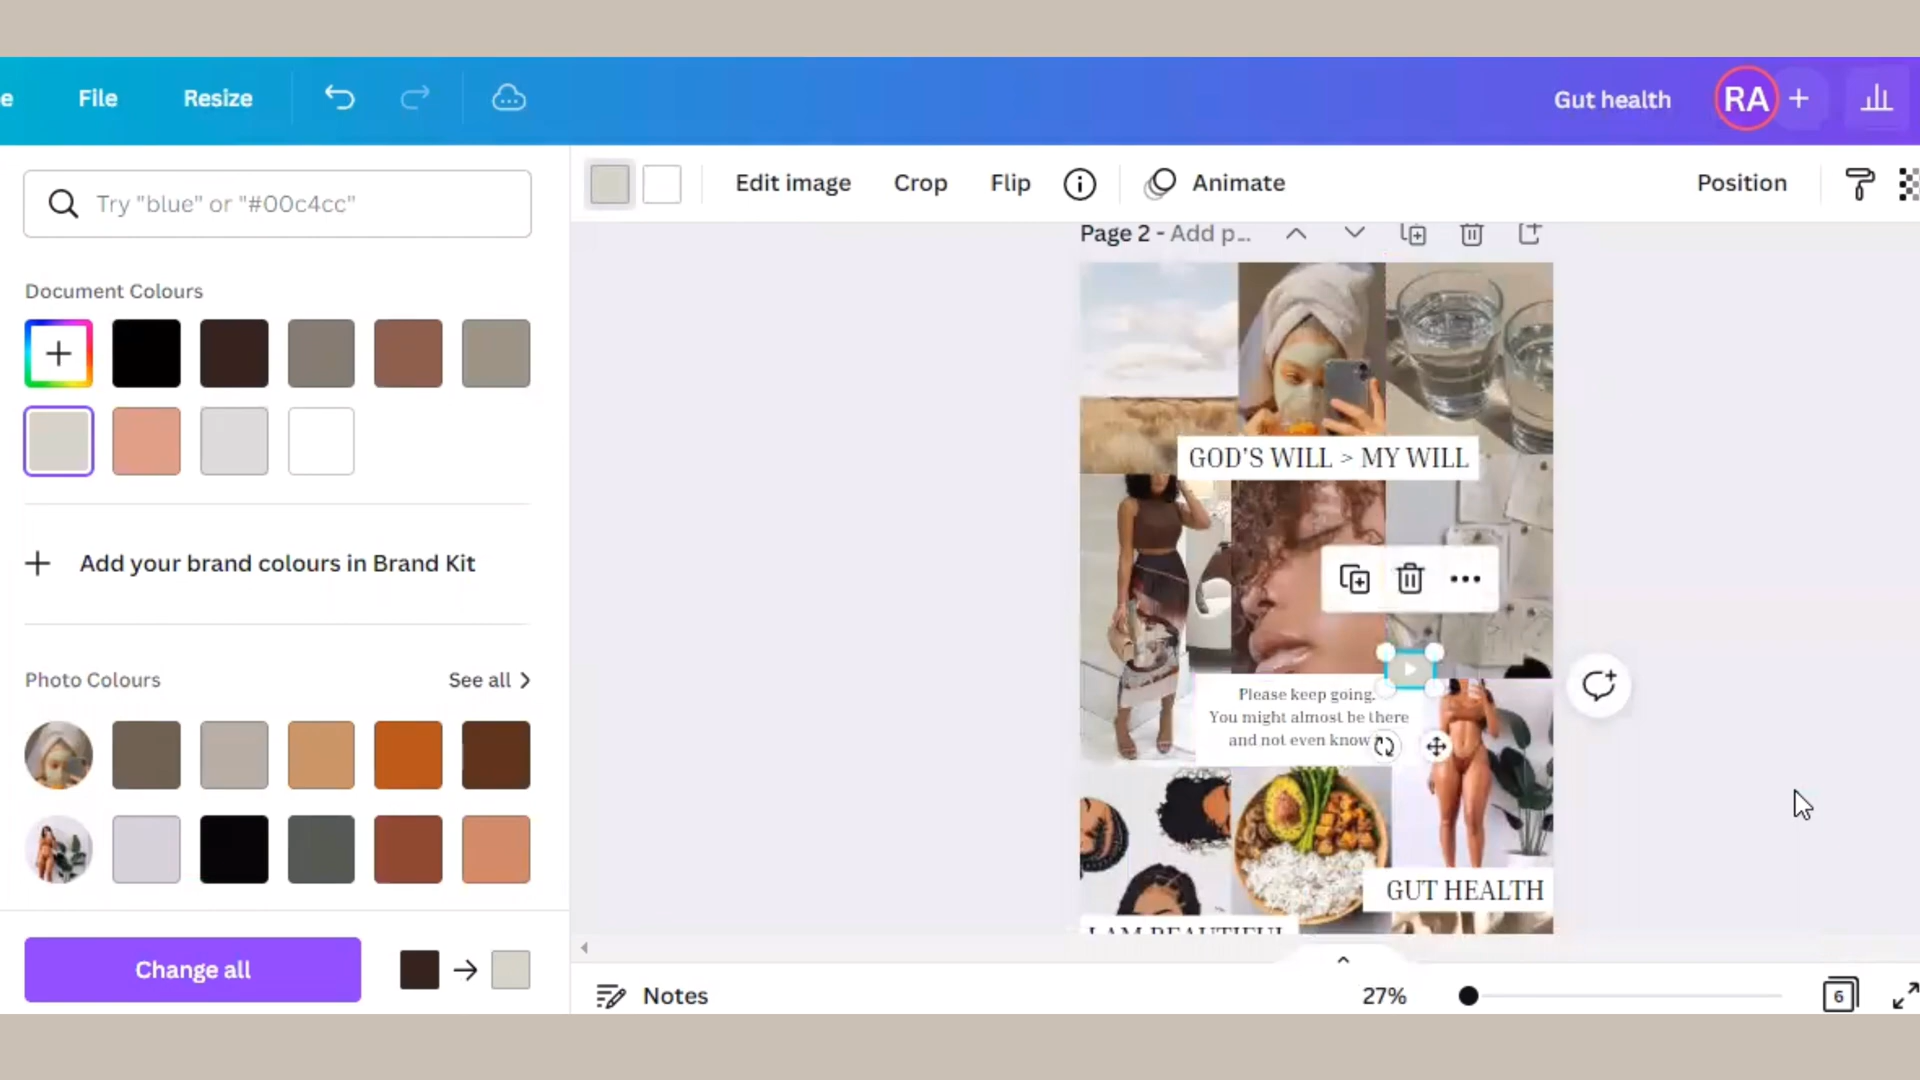 e File Resize Gut health RA +
Try "blue" or "#00c4cc"
Edit image Crop Flip Animate Position
Page 2 - Add p...
Document Colours
GOD'S WILL > MY WILL
+ Add your brand colours in Brand Kit
Photo Colours See all
Please keep going.
You might almost be there
and not even know
GUT HEALTH
I AM BEAUTIFUL
Change all
Notes 27% 6